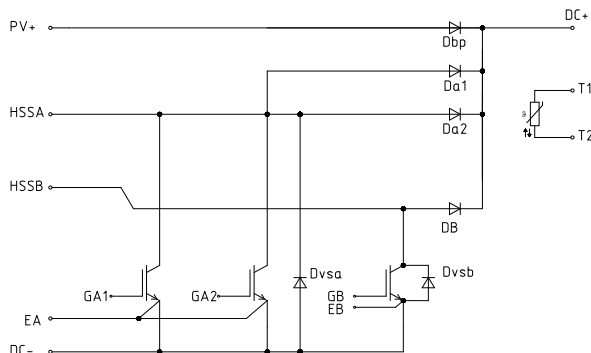 PV+
DC+
Dbp
Da1
T1
HSSA
Da2
T2
HSSB
DB
Dvsa
Dvsb
GA1
GA2
GB
EB
EA
DC-